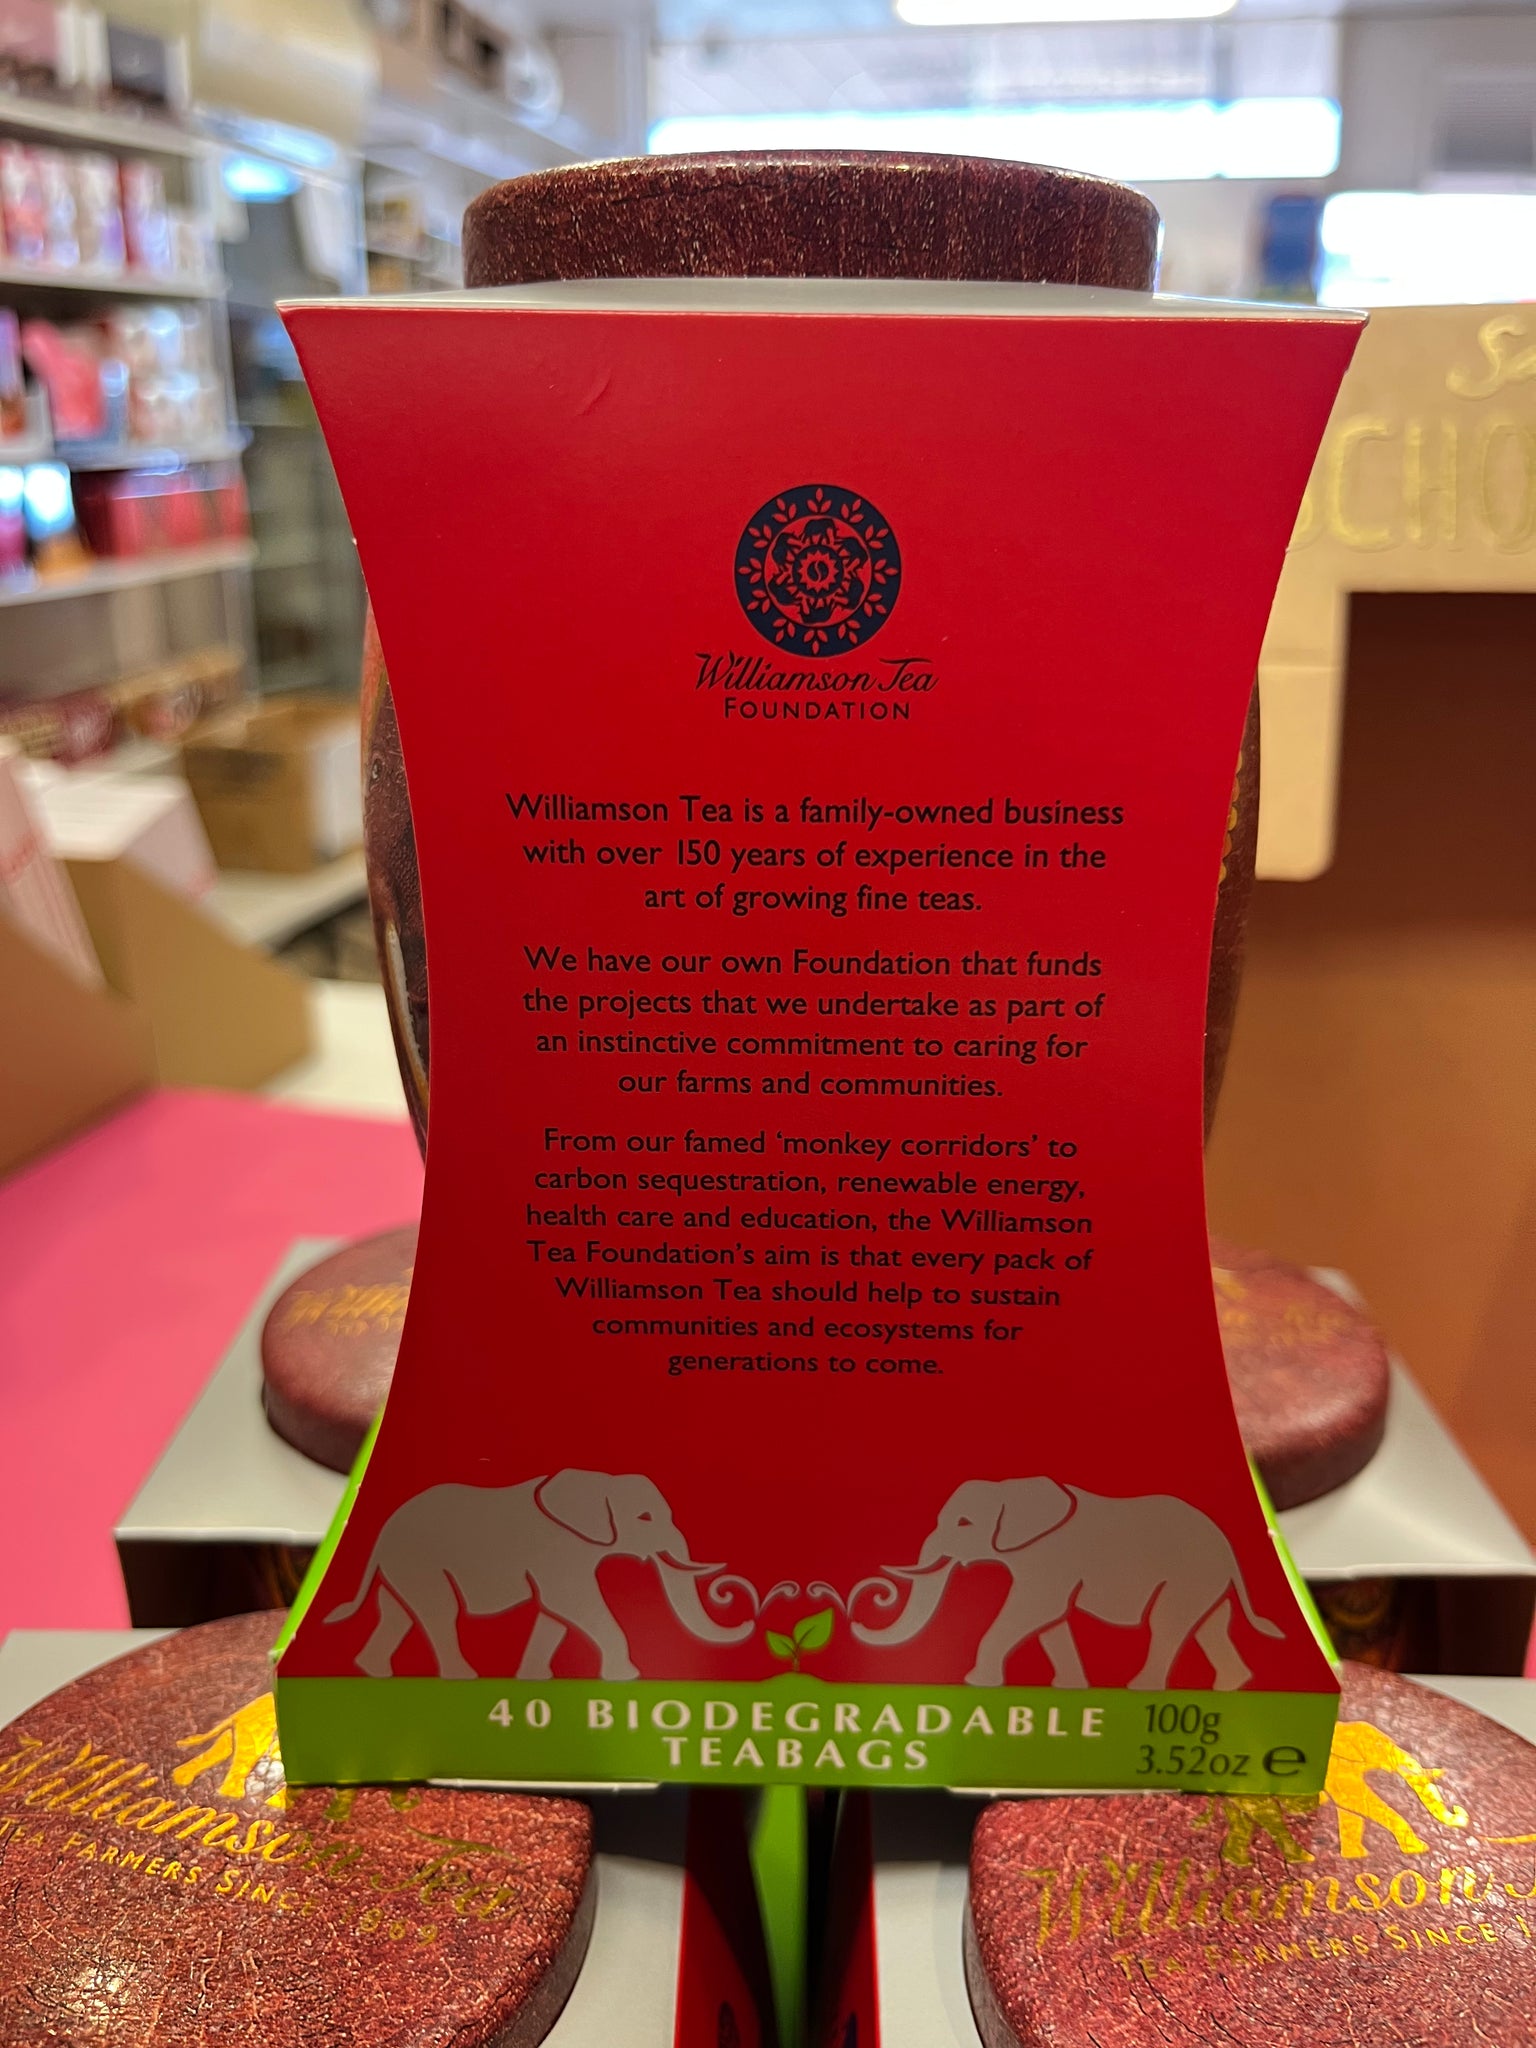 Williamson Tea
FOUNDATION
Williamson Tea is a family-owned business
with over 150 years of experience in the
art of growing fine teas.
We have our own Foundation that funds
the projects that we undertake as part of
an instinctive commitment to caring for
our farms and communities.
From our famed ‘monkey corridors’ to
carbon sequestration, renewable energy,
health care and education, the Williamson
Tea Foundation’s aim is that every pack of
Williamson Tea should help to sustain
communities and ecosystems for
generations to come.
40 BIODEGRADABLE
TEABAGS
100g
3.52oz e
Williamson Tea
TEA FARMERS SINCE 1869
Williamson
TEA FARMERS SINCE